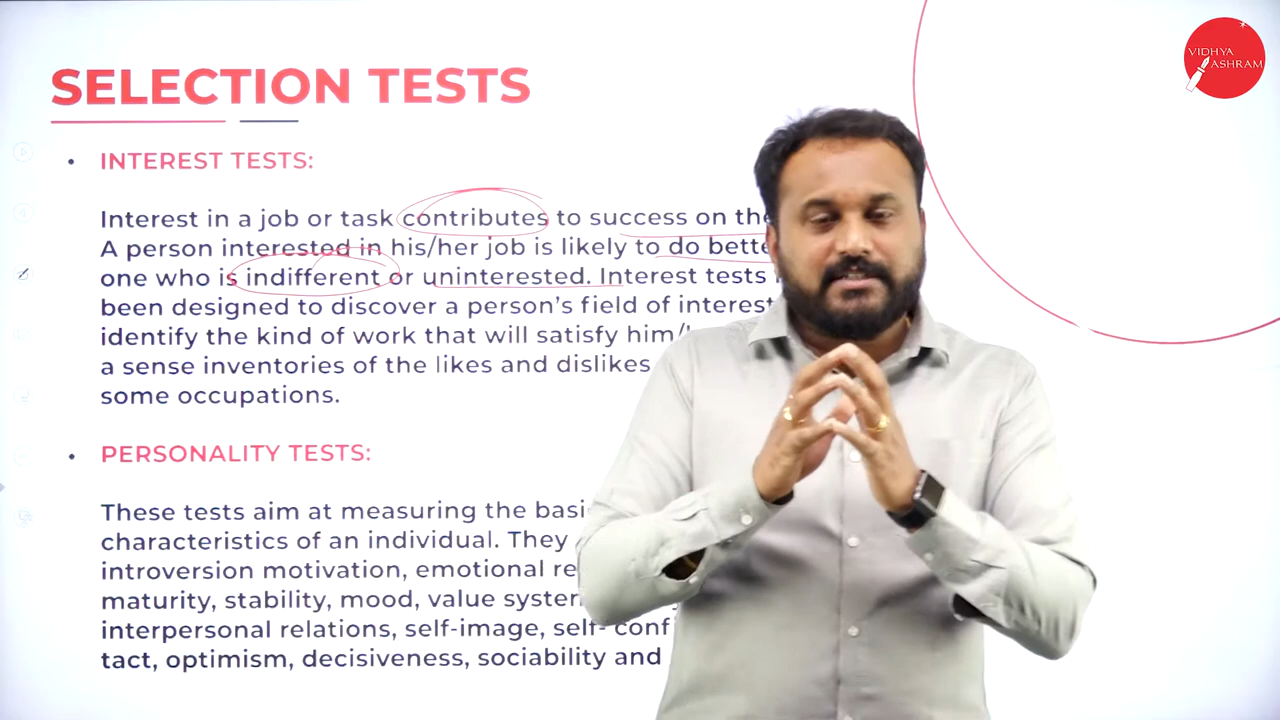 SELECTION TESTS
VIDHYA
ASHRAM
• INTEREST TESTS:
Interest in a job or task contributes to success on the
A person interested in his/her job is likely to do bette
one who is indifferent or uninterested. Interest tests
been designed to discover a person's field of interest
identify the kind of work that will satisfy him/
a sense inventories of the likes and dislikes
some occupations.
• PERSONALITY TESTS:
These tests aim at measuring the basi
characteristics of an individual. They
introversion motivation, emotional re
maturity, stability, mood, value system
interpersonal relations, self-image, self- conf
tact, optimism, decisiveness, sociability and